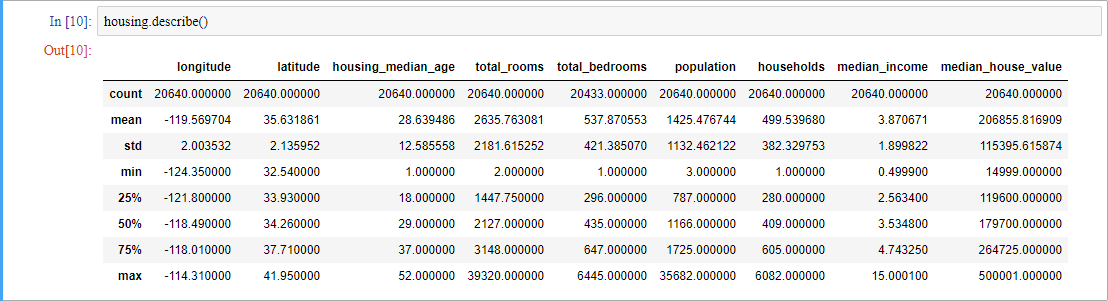 In [10]: housing.describe()
Out[10]:
longitude latitude housing_median_age total_rooms total_bedrooms population households median_income median_house_value
count 20640.000000 20640.000000 20640.000000 20640.000000 20433.000000 20640.000000 20640.000000 20640.000000 20640.000000
mean -119.569704 35.631861 28.639486 2635.763081 537.870553 1425.476744 499.539680 3.870671 206855.816909
std 2.003532 2.135952 12.585558 2181.615252 421.385070 1132.462122 382.329753 1.899822 115395.615874
min -124.350000 32.540000 1.000000 2.000000 1.000000 3.000000 1.000000 0.499900 14999.000000
25% -121.800000 33.930000 18.000000 1447.750000 296.000000 787.000000 280.000000 2.563400 119600.000000
50% -118.490000 34.260000 29.000000 2127.000000 435.000000 1166.000000 409.000000 3.534800 179700.000000
75% -118.010000 37.710000 37.000000 3148.000000 647.000000 1725.000000 605.000000 4.743250 264725.000000
max -114.310000 41.950000 52.000000 39320.000000 6445.000000 35682.000000 6082.000000 15.000100 500001.000000